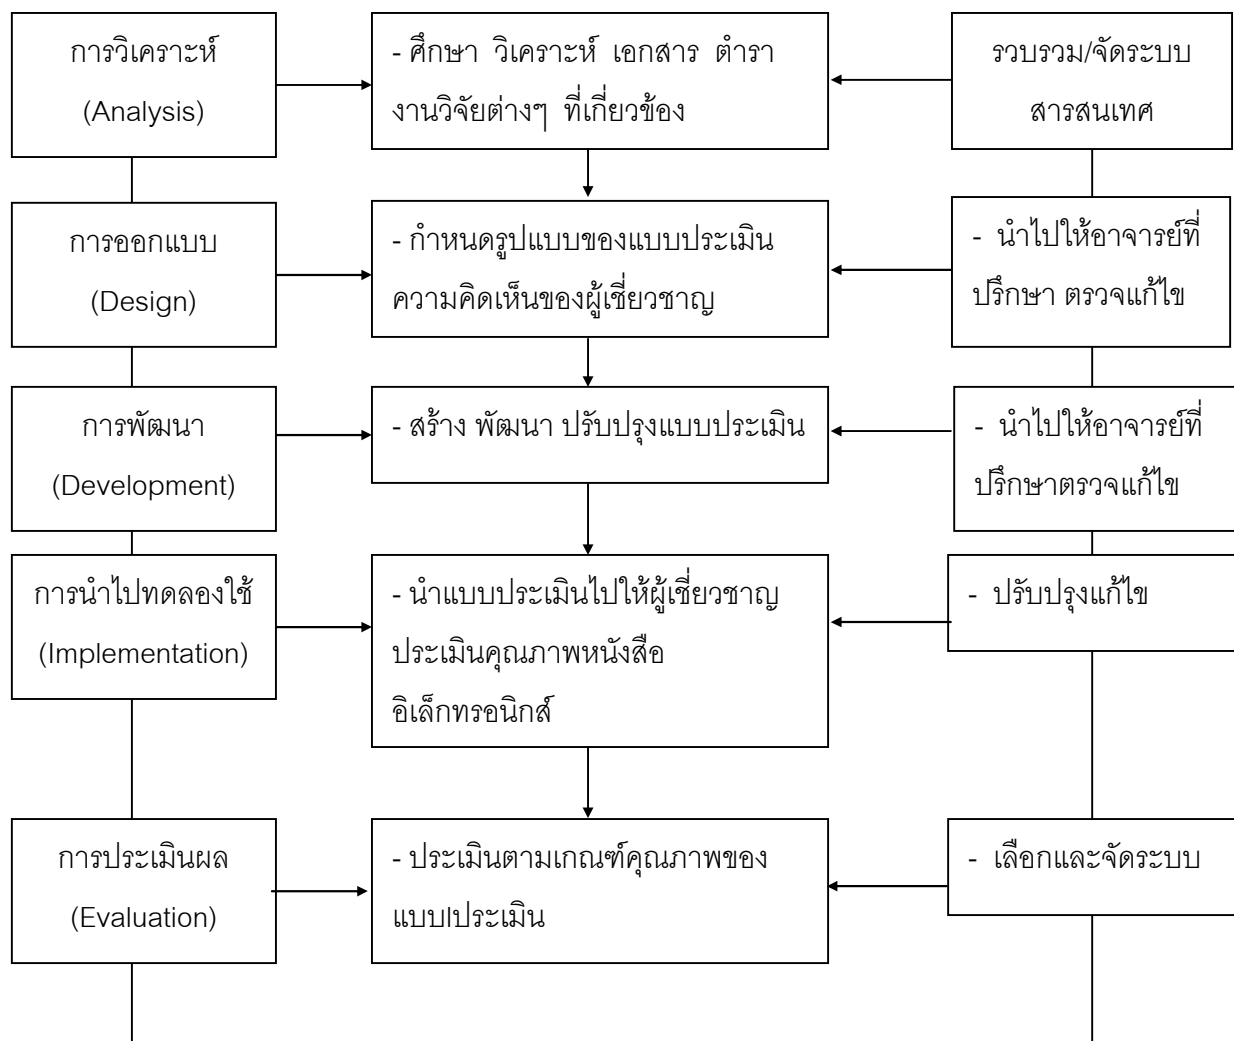 การวิเคราะห์
(Analysis)
- ศึกษา วิเคราะห์ เอกสาร ตำรา
งานวิจัยต่างๆ ที่เกี่ยวข้อง
รวบรวม/จัดระบบ
สารสนเทศ
การออกแบบ
(Design)
- กำหนดรูปแบบของแบบประเมิน
ความคิดเห็นของผู้เชี่ยวชาญ
- นำไปให้อาจารย์ที่
ปรึกษา ตรวจแก้ไข
การพัฒนา
(Development)
- สร้าง พัฒนา ปรับปรุงแบบประเมิน
- นำไปให้อาจารย์ที่
ปรึกษาตรวจแก้ไข
การนำไปทดลองใช้
(Implementation)
- นำแบบประเมินไปให้ผู้เชี่ยวชาญ
ประเมินคุณภาพหนังสือ
อิเล็กทรอนิกส์
- ปรับปรุงแก้ไข
การประเมินผล
(Evaluation)
- ประเมินตามเกณฑ์คุณภาพของ
แบบlประเมิน
- เลือกและจัดระบบ